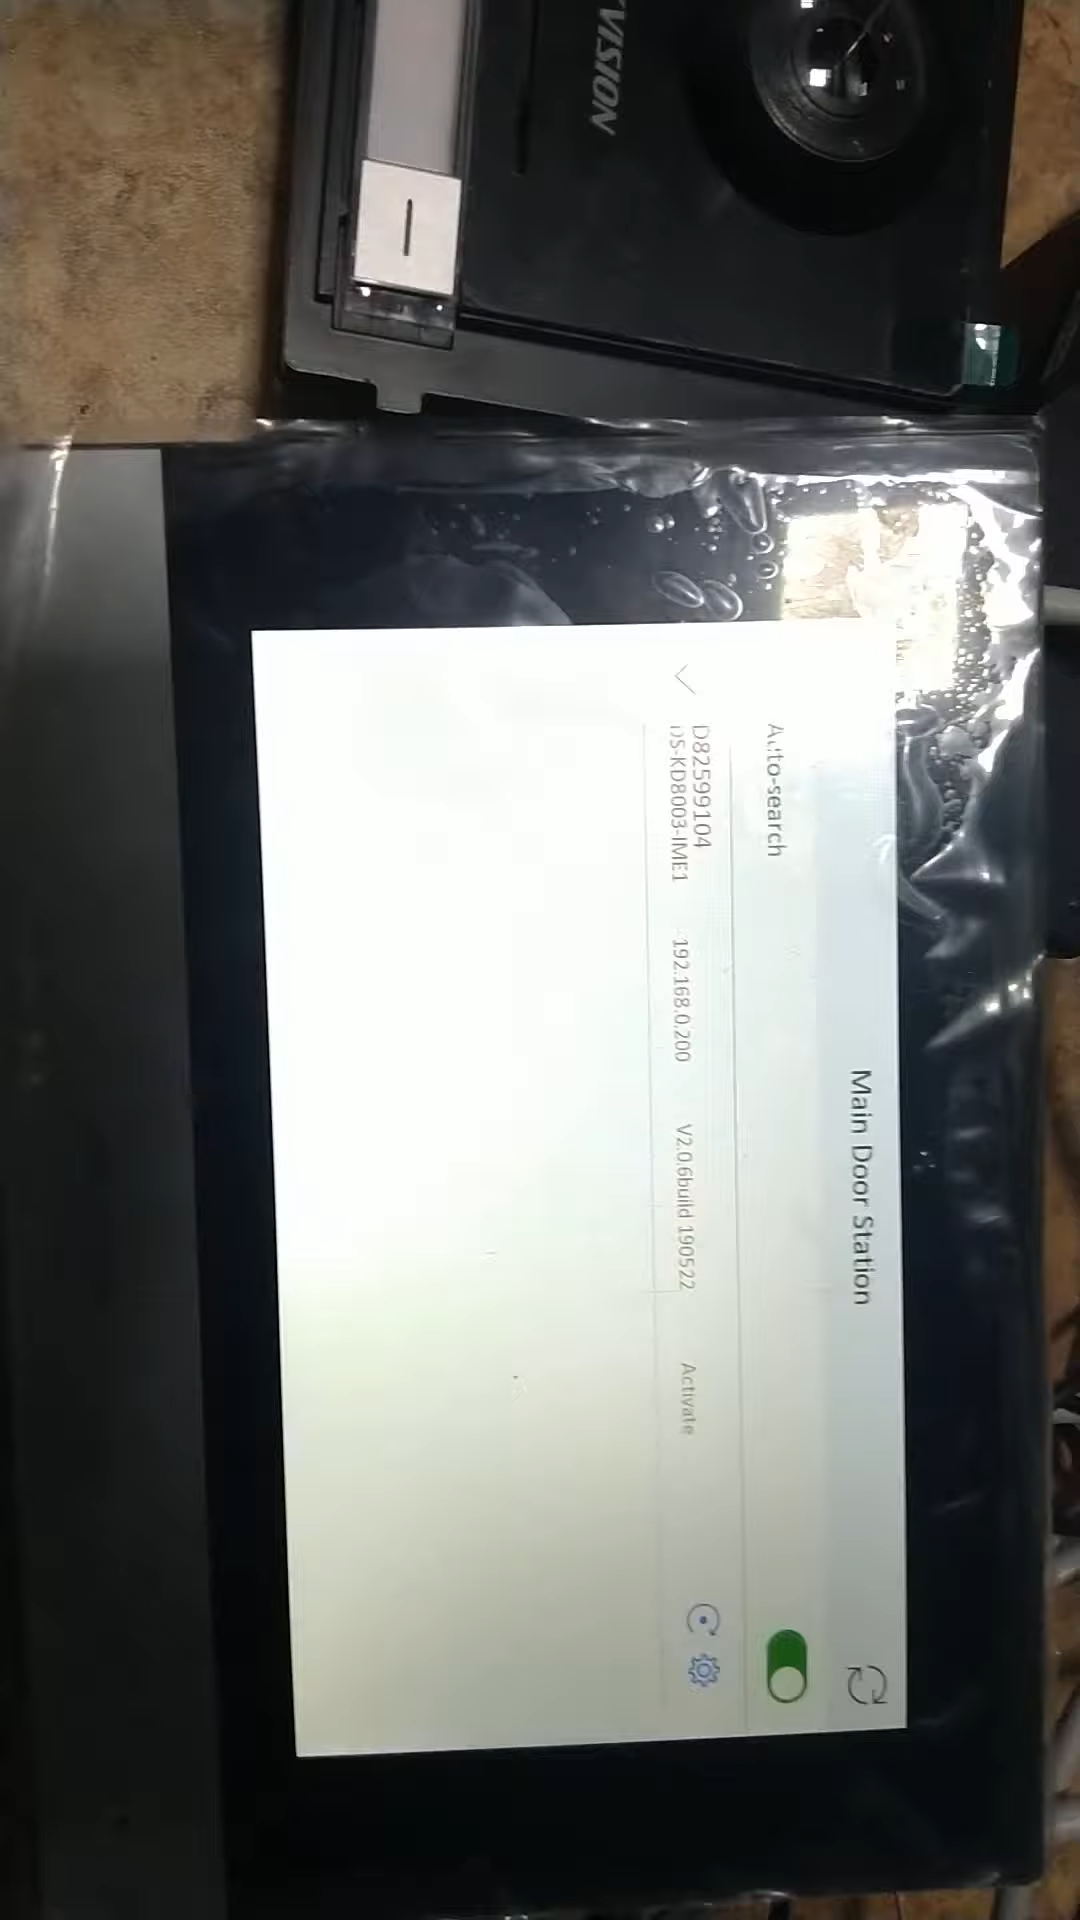 VISION
Main Door Station
Auto-search
D82599104
DS-KD8003-IME1
192.168.0.200
V2.0.6build 190522
Activate